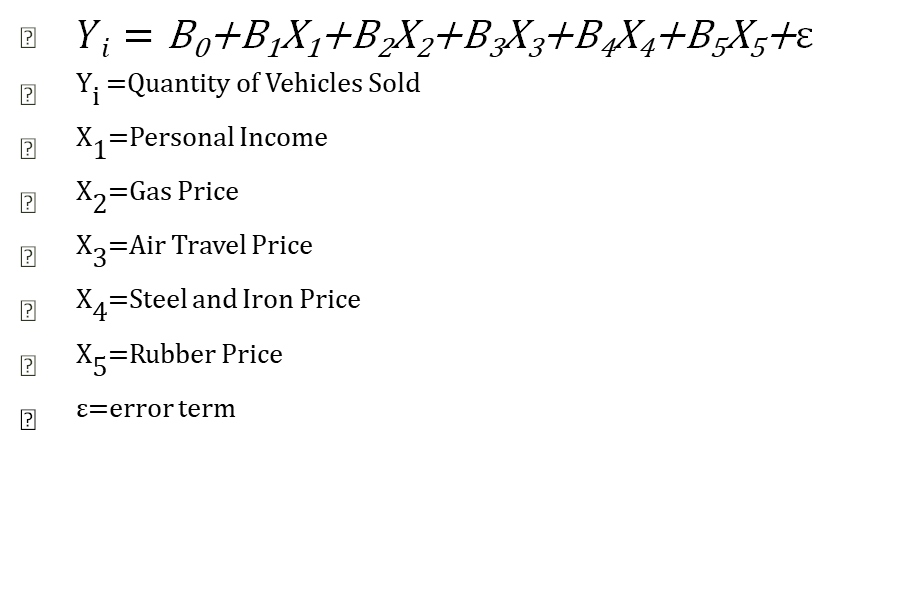 Yi = B0+B1X1+B2X2+B3X3+B4X4+B5X5+ε
Yi =Quantity of Vehicles Sold
X1=Personal Income
X2=Gas Price
X3=Air Travel Price
X4=Steel and Iron Price
X5=Rubber Price
ε=error term